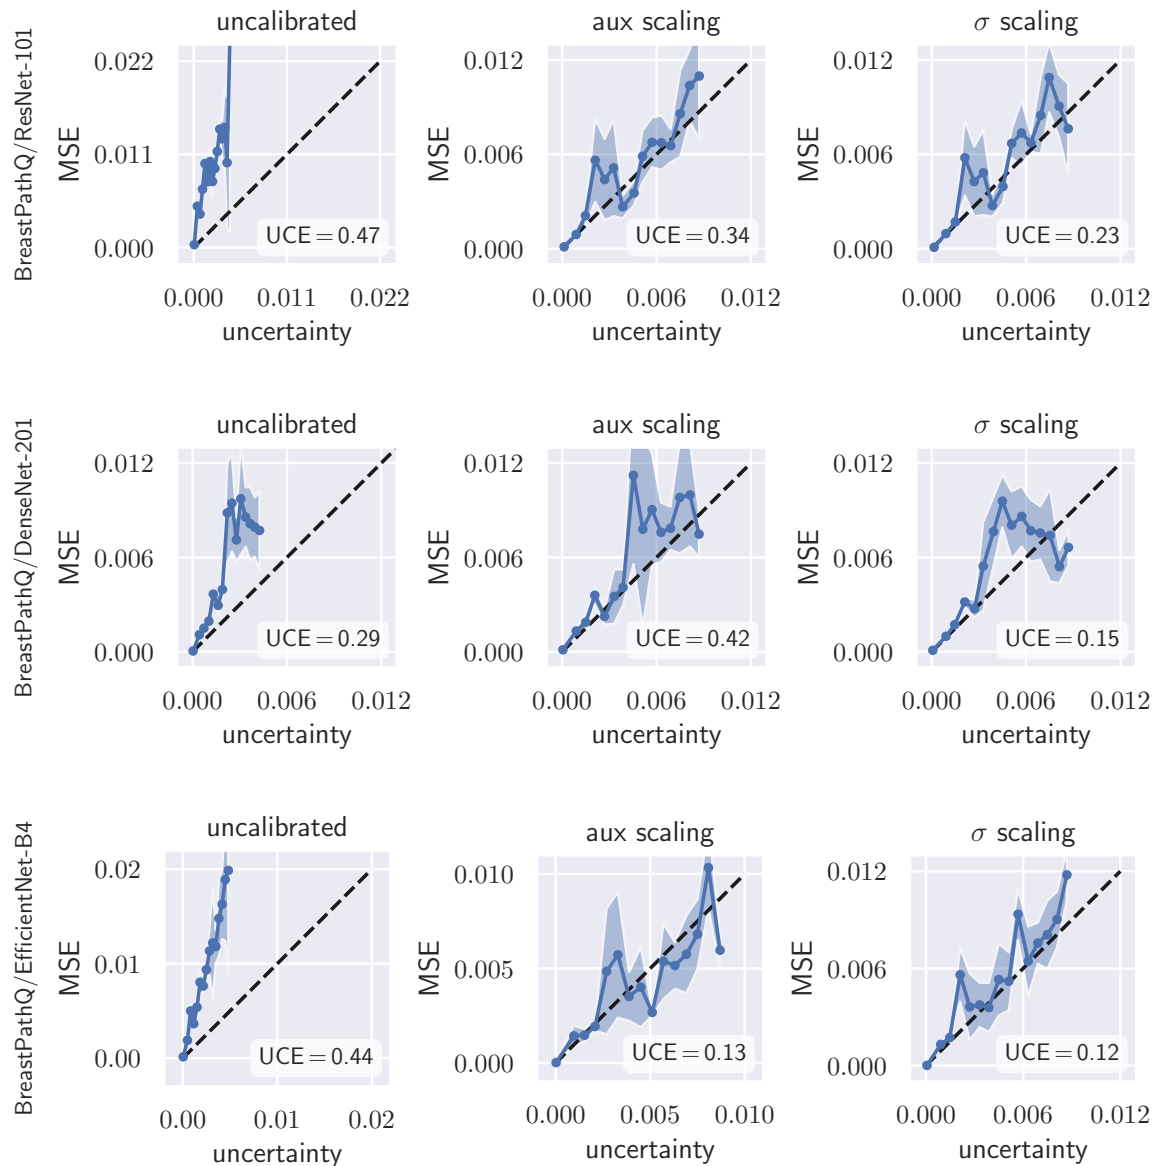 uncalibrated
aux scaling
σ scaling
BreastPathQ/ResNet-101
MSE
0.022
0.011
0.000
UCE = 0.47
0.000 0.011 0.022
uncertainty
MSE
0.012
0.006
0.000
UCE = 0.34
0.000 0.006 0.012
uncertainty
MSE
0.012
0.006
0.000
UCE = 0.23
0.000 0.006 0.012
uncertainty
uncalibrated
aux scaling
σ scaling
BreastPathQ/DenseNet-201
MSE
0.012
0.006
0.000
UCE = 0.29
0.000 0.006 0.012
uncertainty
MSE
0.012
0.006
0.000
UCE = 0.42
0.000 0.006 0.012
uncertainty
MSE
0.012
0.006
0.000
UCE = 0.15
0.000 0.006 0.012
uncertainty
uncalibrated
aux scaling
σ scaling
BreastPathQ/EfficientNet-B4
MSE
0.02
0.01
0.00
UCE = 0.44
0.00 0.01 0.02
uncertainty
MSE
0.010
0.005
0.000
UCE = 0.13
0.000 0.005 0.010
uncertainty
MSE
0.012
0.006
0.000
UCE = 0.12
0.000 0.006 0.012
uncertainty